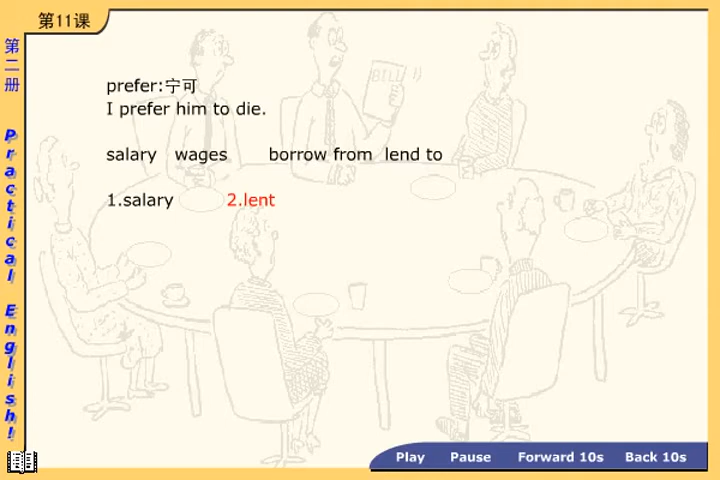 第11课
第二册
Practical English!
prefer:宁可
I prefer him to die.
salary wages borrow from lend to
1.salary 2.lent
BILL
Play Pause Forward 10s Back 10s